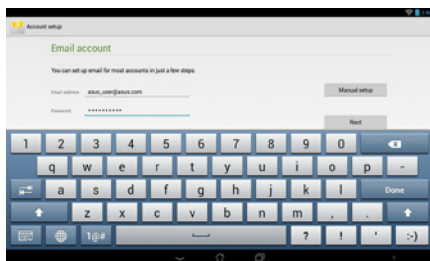 Account setup
Email account
You can set up email for most accounts in just a few steps.
Email address asus_user@asus.com Manual setup
Password ••••••••••
Next
1 2 3 4 5 6 7 8 9 0
q w e r t y u i o p -
a s d f g h j k l Done
z x c v b n m , .
1@# ? ! ' :-)